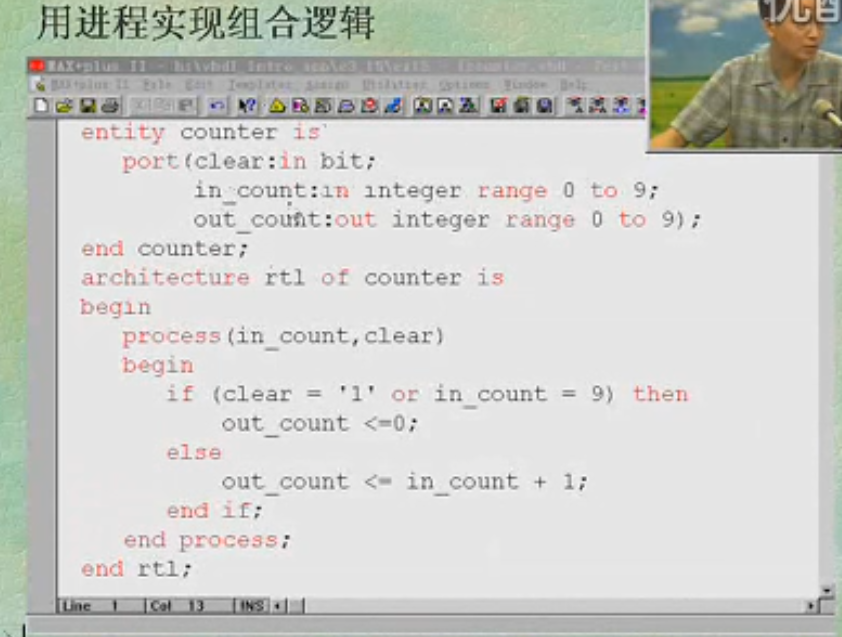 用进程实现组合逻辑
优酷
MAX+plus II
MAX+plus II File Edit Templates Assign Utilities Options Window Help
entity counter is
port(clear:in bit;
in_count:in integer range 0 to 9;
out_count:out integer range 0 to 9);
end counter;
architecture rtl of counter is
begin
process(in_count,clear)
begin
if (clear = '1' or in_count = 9) then
out_count <=0;
else
out_count <= in_count + 1;
end if;
end process;
end rtl;
Line 1 Col 13 INS